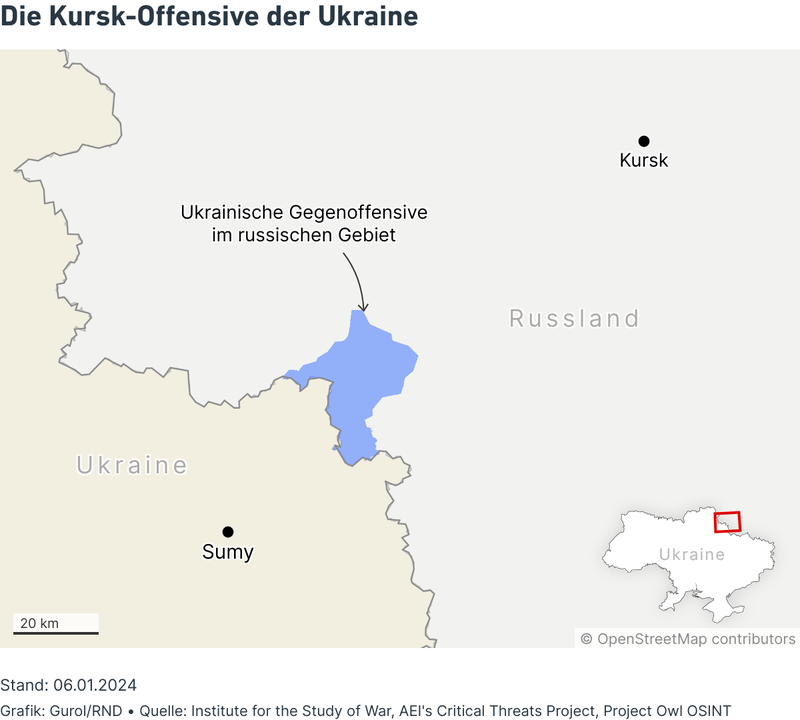 Die Kursk-Offensive der Ukraine
Kursk
Ukrainische Gegenoffensive
im russischen Gebiet
Russland
Ukraine
Sumy
Ukraine
20 km
© OpenStreetMap contributors
Stand: 06.01.2024
Grafik: Gurol/RND • Quelle: Institute for the Study of War, AEI's Critical Threats Project, Project Owl OSINT